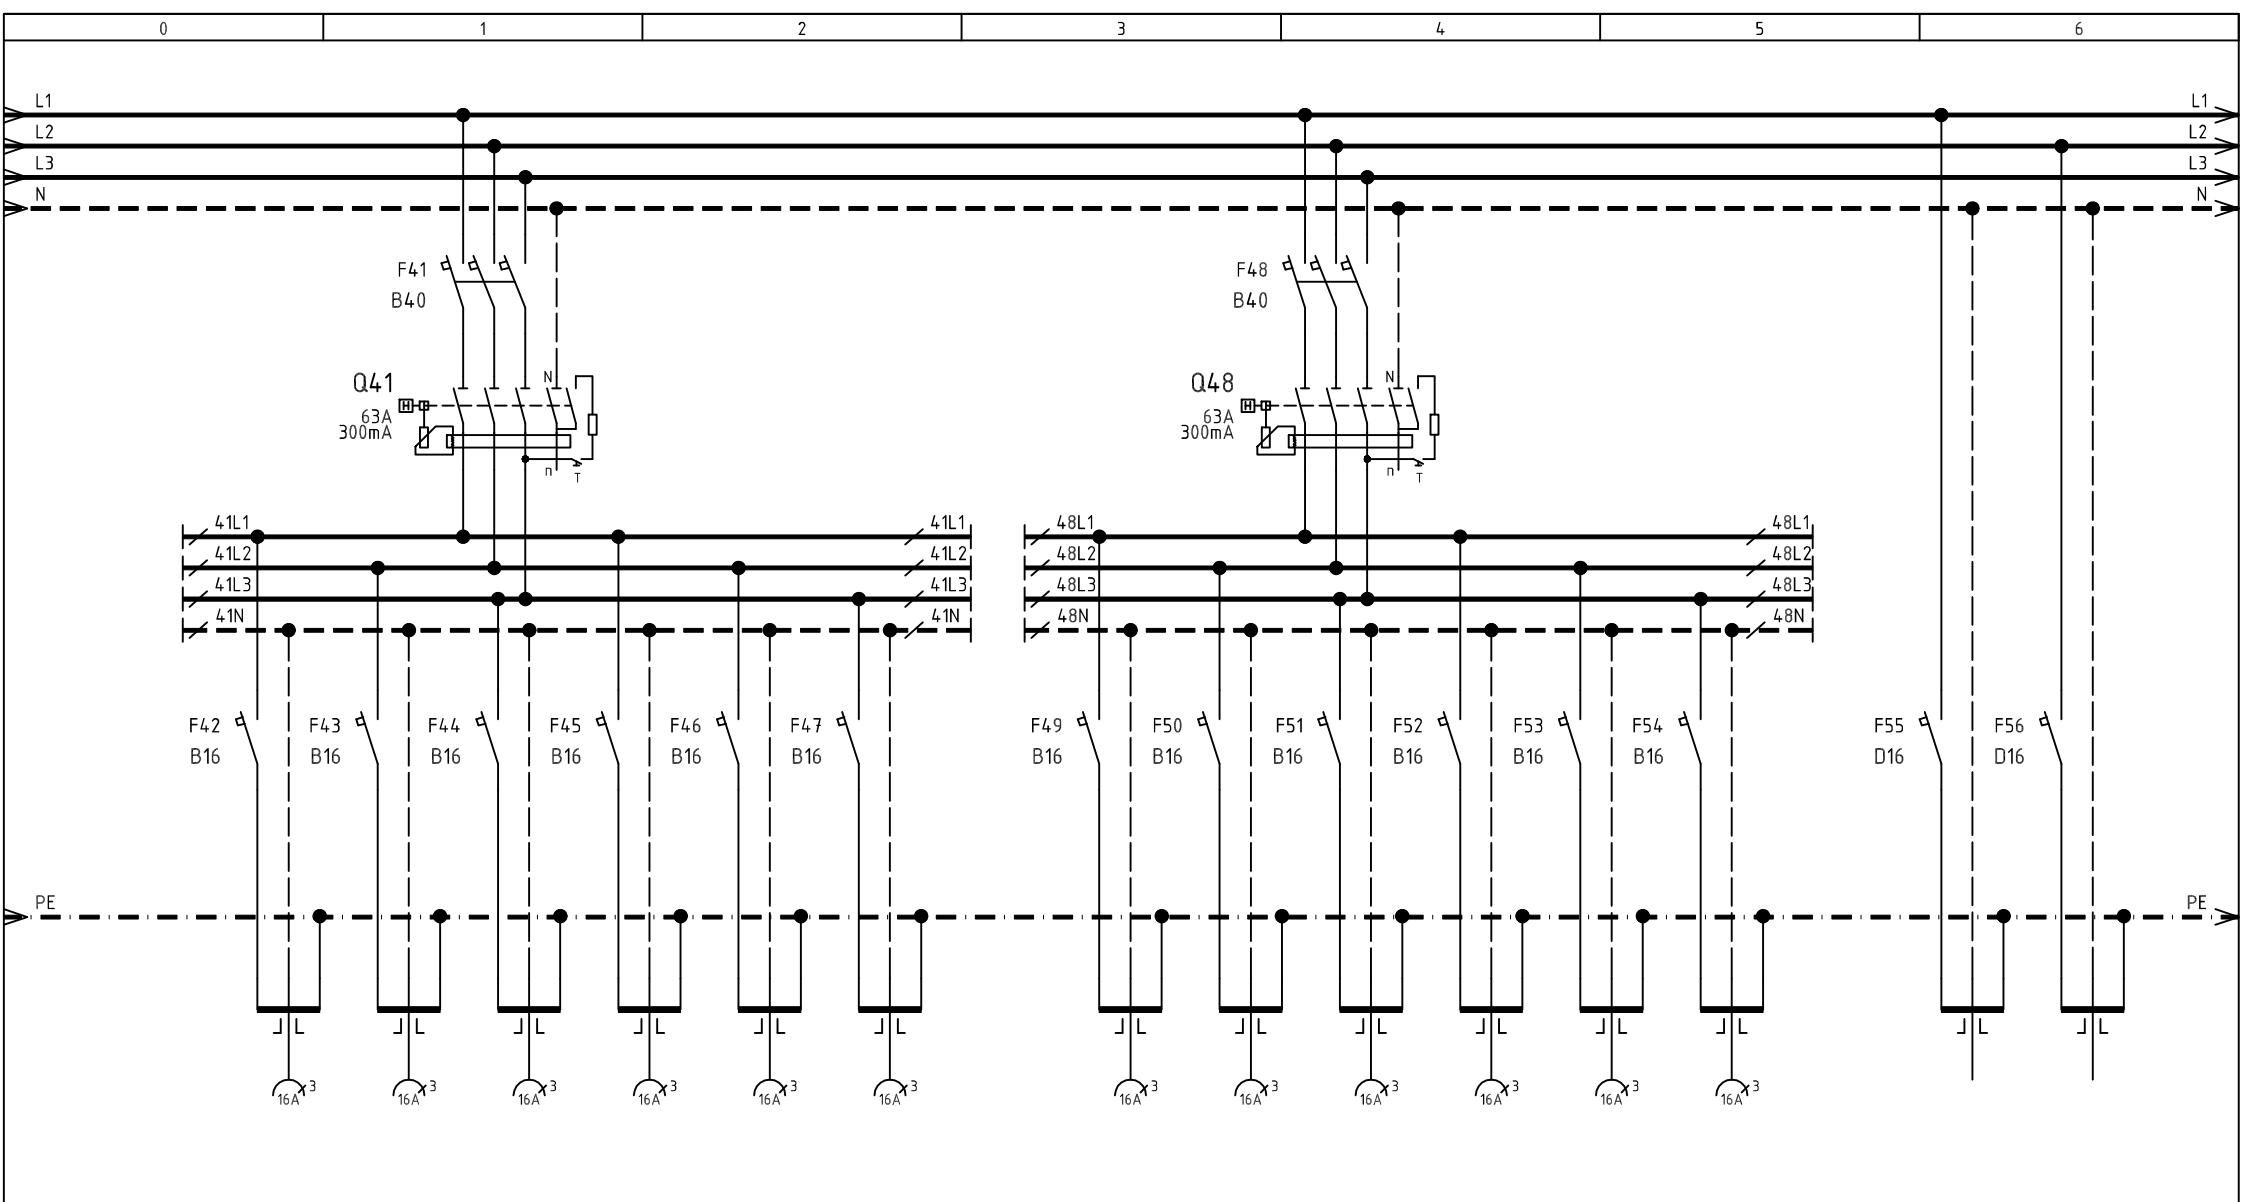 0 1 2 3 4 5 6
L1 L1
L2 L2
L3 L3
N N
F41 F48
B40 B40
Q41 N Q48 N
63A 63A
300mA 300mA
n T n T
41L1 41L1 48L1 48L1
41L2 41L2 48L2 48L2
41L3 41L3 48L3 48L3
41N 41N 48N 48N
F42 F43 F44 F45 F46 F47 F49 F50 F51 F52 F53 F54 F55 F56
B16 B16 B16 B16 B16 B16 B16 B16 B16 B16 B16 B16 D16 D16
PE PE
3 3 3 3 3 3 3 3 3 3 3 3
16A 16A 16A 16A 16A 16A 16A 16A 16A 16A 16A 16A